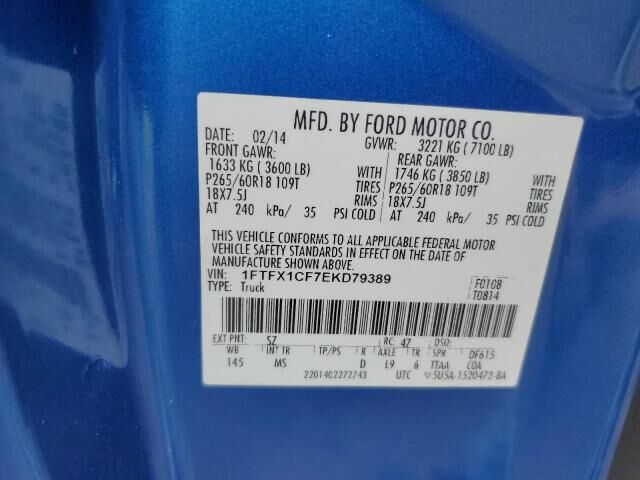 MFD. BY FORD MOTOR CO.
DATE: 02/14 GVWR: 3221 KG ( 7100 LB)
FRONT GAWR: REAR GAWR:
1633 KG ( 3600 LB) 1746 KG ( 3850 LB)
P265/60R18 109T TIRES P265/60R18 109T TIRES
18X7.5J RIMS 18X7.5J RIMS
AT 240 kPa/ 35 PSI COLD AT 240 kPa/ 35 PSI COLD
THIS VEHICLE CONFORMS TO ALL APPLICABLE FEDERAL MOTOR
VEHICLE SAFETY STANDARDS IN EFFECT ON THE DATE OF
MANUFACTURE SHOWN ABOVE.
VIN: 1FTFX1CF7EKD79389 F0108
TYPE: Truck T0814
EXT PNT: SZ RC: 47 DSO:
WB INT TR TP/PS R AXLE TR SPR DF615
145 MS D L9 6 TTAA COA
2201402272743 UTC 5U5A-1520472-BA